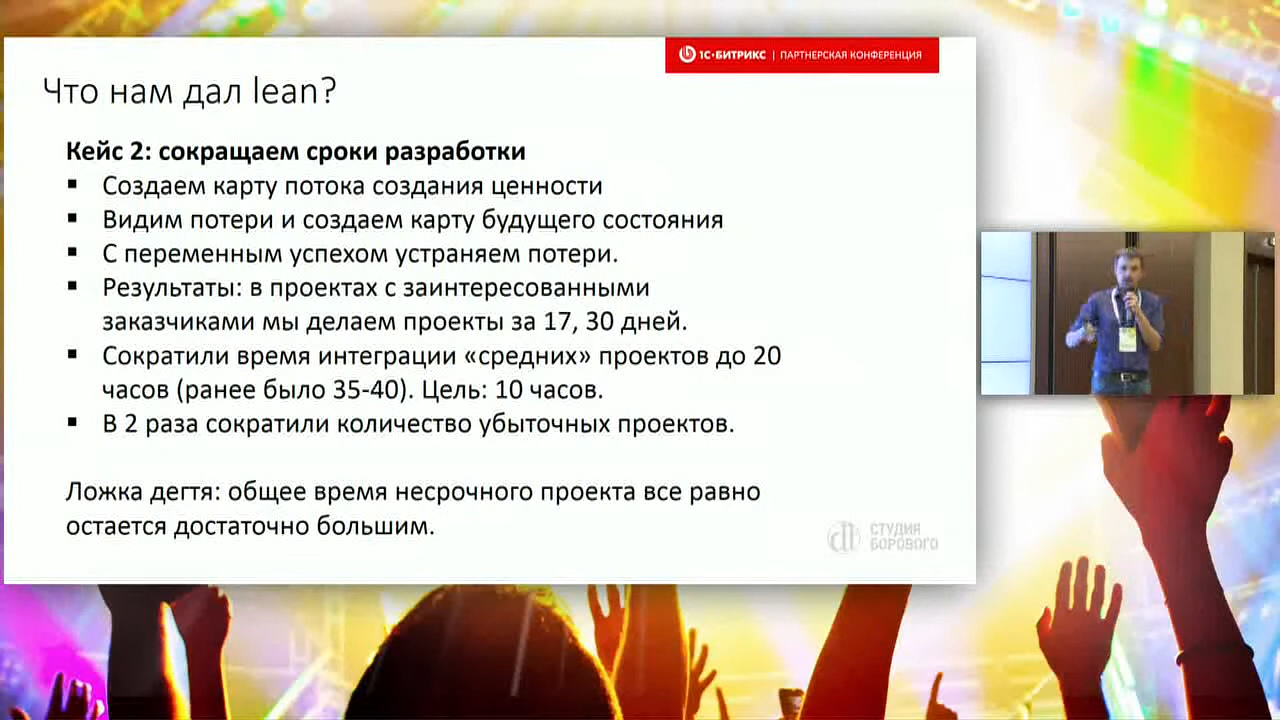 1С-БИТРИКС | ПАРТНЕРСКАЯ КОНФЕРЕНЦИЯ
Что нам дал lean?
Кейс 2: сокращаем сроки разработки
▪ Создаем карту потока создания ценности
▪ Видим потери и создаем карту будущего состояния
▪ С переменным успехом устраняем потери.
▪ Результаты: в проектах с заинтересованными
заказчиками мы делаем проекты за 17, 30 дней.
▪ Сократили время интеграции «средних» проектов до 20
часов (ранее было 35-40). Цель: 10 часов.
▪ В 2 раза сократили количество убыточных проектов.
Ложка дегтя: общее время несрочного проекта все равно
остается достаточно большим.
СТУДИЯ
БОРОВОГО